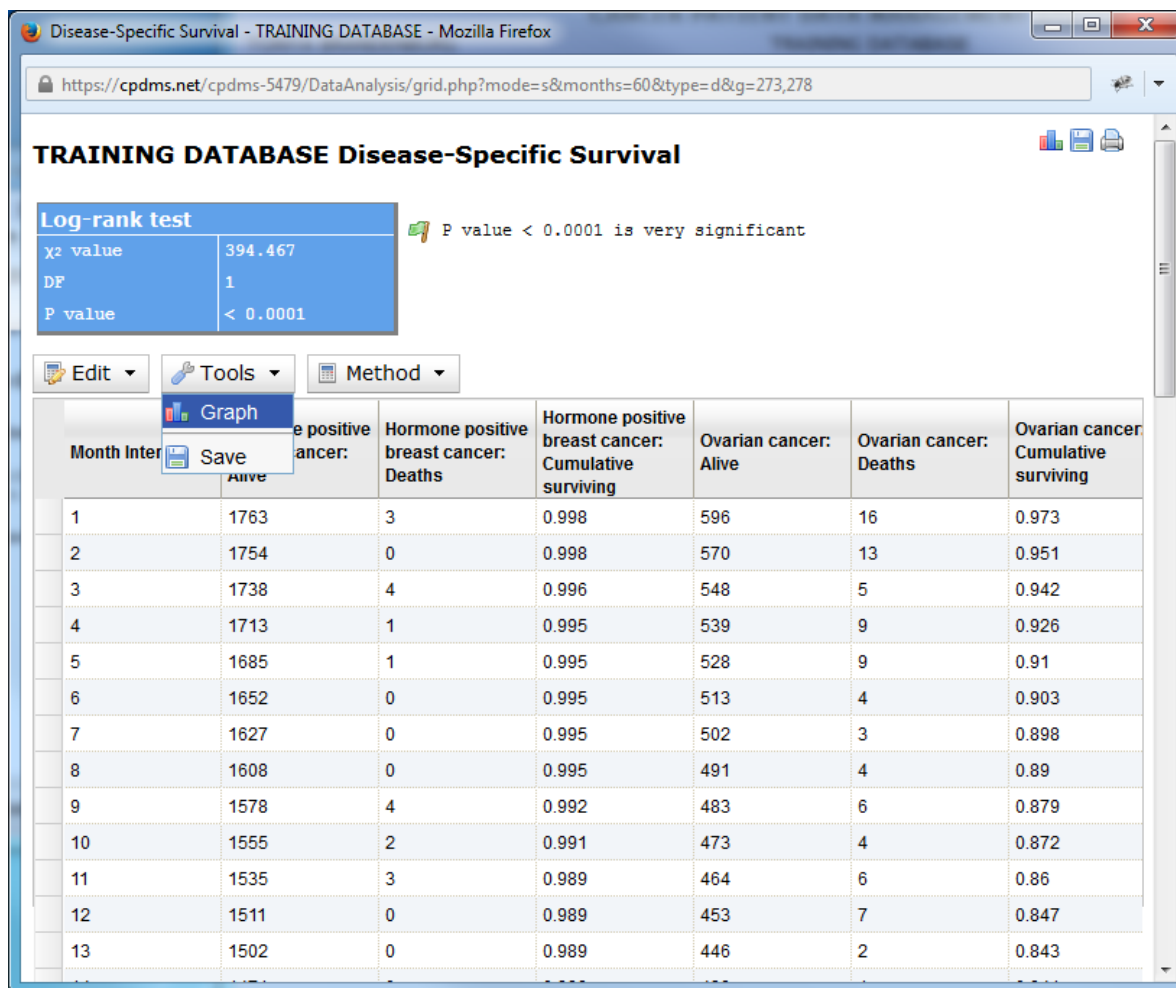 Disease-Specific Survival - TRAINING DATABASE - Mozilla Firefox
https://cpdms.net/cpdms-5479/DataAnalysis/grid.php?mode=s&months=60&type=d&g=273,278
TRAINING DATABASE Disease-Specific Survival
Log-rank test
χ2 value 394.467
DF 1
P value < 0.0001
P value < 0.0001 is very significant
Edit Tools Method
Graph
Save
Month Inter
e positive
ancer:
Alive
Hormone positive
breast cancer:
Deaths
Hormone positive
breast cancer:
Cumulative
surviving
Ovarian cancer:
Alive
Ovarian cancer:
Deaths
Ovarian cancer:
Cumulative
surviving
1 1763 3 0.998 596 16 0.973
2 1754 0 0.998 570 13 0.951
3 1738 4 0.996 548 5 0.942
4 1713 1 0.995 539 9 0.926
5 1685 1 0.995 528 9 0.91
6 1652 0 0.995 513 4 0.903
7 1627 0 0.995 502 3 0.898
8 1608 0 0.995 491 4 0.89
9 1578 4 0.992 483 6 0.879
10 1555 2 0.991 473 4 0.872
11 1535 3 0.989 464 6 0.86
12 1511 0 0.989 453 7 0.847
13 1502 0 0.989 446 2 0.843